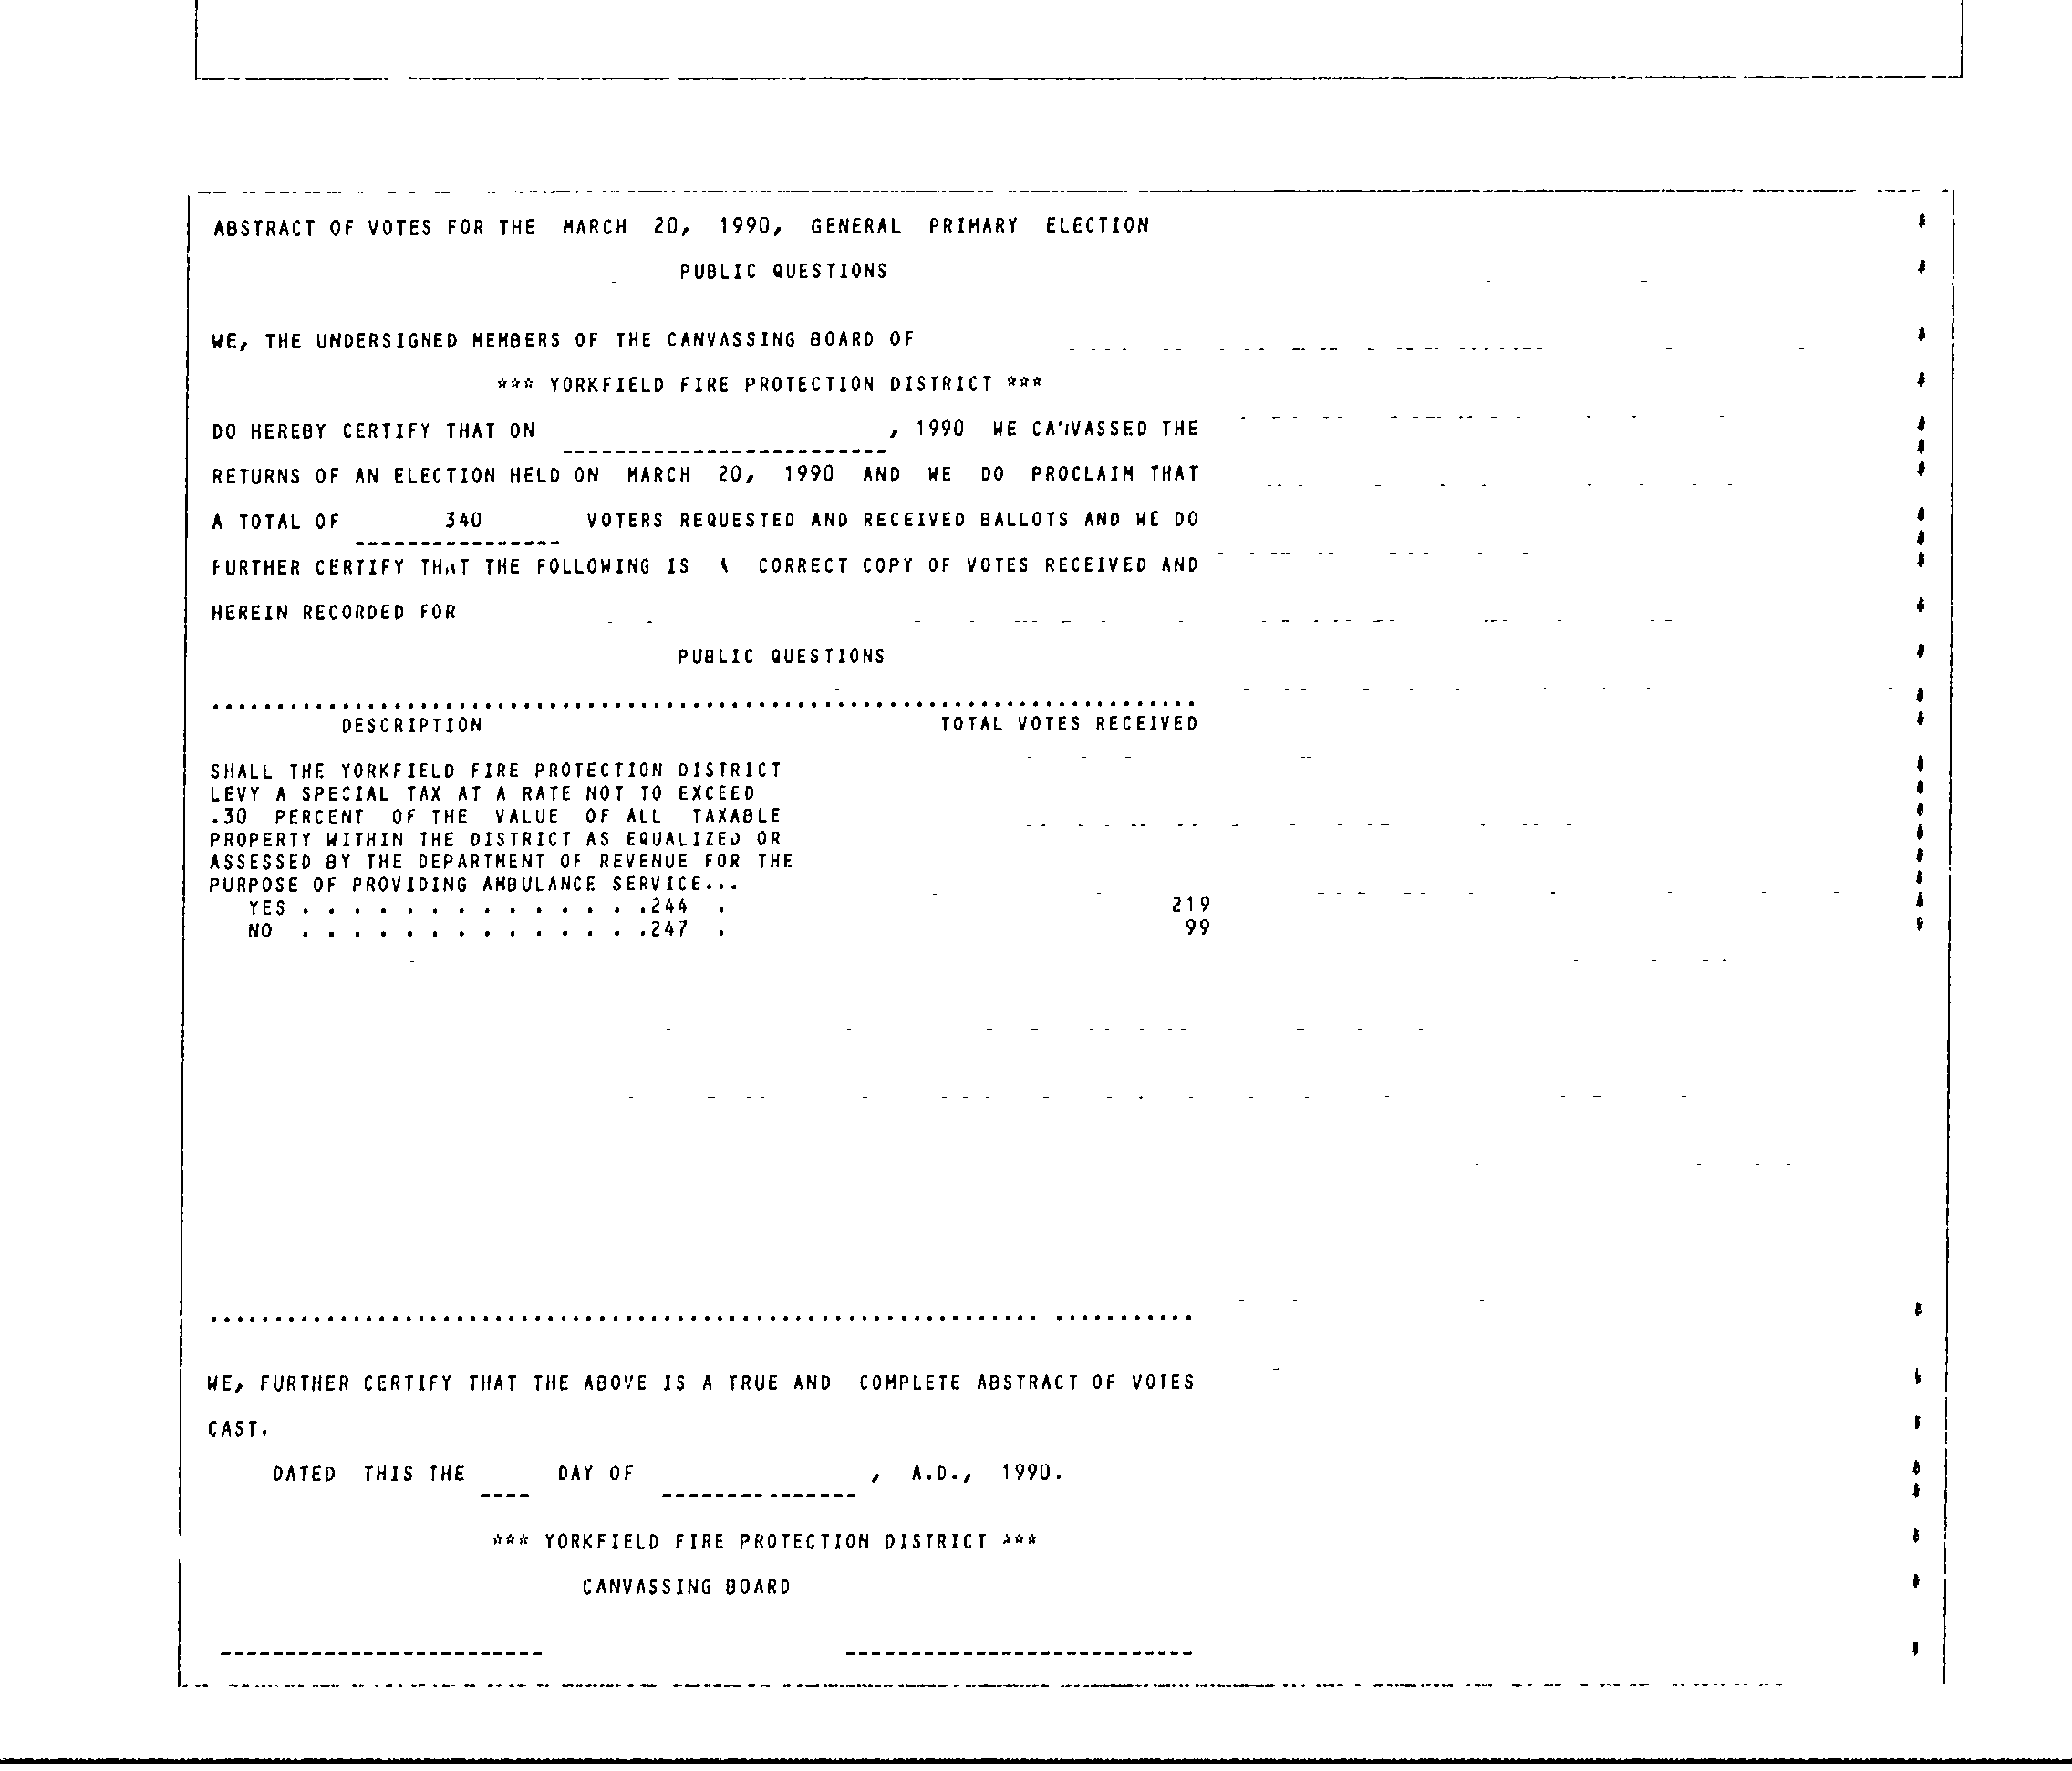 ABSTRACT OF VOTES FOR THE MARCH 20, 1990, GENERAL PRIMARY ELECTION
PUBLIC QUESTIONS
WE, THE UNDERSIGNED MEMBERS OF THE CANVASSING BOARD OF
*** YORKFIELD FIRE PROTECTION DISTRICT ***
DO HEREBY CERTIFY THAT ON , 1990 WE CANVASSED THE
RETURNS OF AN ELECTION HELD ON MARCH 20, 1990 AND WE DO PROCLAIM THAT
A TOTAL OF 340 VOTERS REQUESTED AND RECEIVED BALLOTS AND WE DO
FURTHER CERTIFY THAT THE FOLLOWING IS CORRECT COPY OF VOTES RECEIVED AND
HEREIN RECORDED FOR
PUBLIC QUESTIONS
DESCRIPTION TOTAL VOTES RECEIVED
SHALL THE YORKFIELD FIRE PROTECTION DISTRICT
LEVY A SPECIAL TAX AT A RATE NOT TO EXCEED
.30 PERCENT OF THE VALUE OF ALL TAXABLE
PROPERTY WITHIN THE DISTRICT AS EQUALIZED OR
ASSESSED BY THE DEPARTMENT OF REVENUE FOR THE
PURPOSE OF PROVIDING AMBULANCE SERVICE...
YES . . . . . . . . . . . . . .244 . 219
NO . . . . . . . . . . . . . .247 . 99
WE, FURTHER CERTIFY THAT THE ABOVE IS A TRUE AND COMPLETE ABSTRACT OF VOTES
CAST.
DATED THIS THE ____ DAY OF ____ , A.D., 1990.
*** YORKFIELD FIRE PROTECTION DISTRICT ***
CANVASSING BOARD